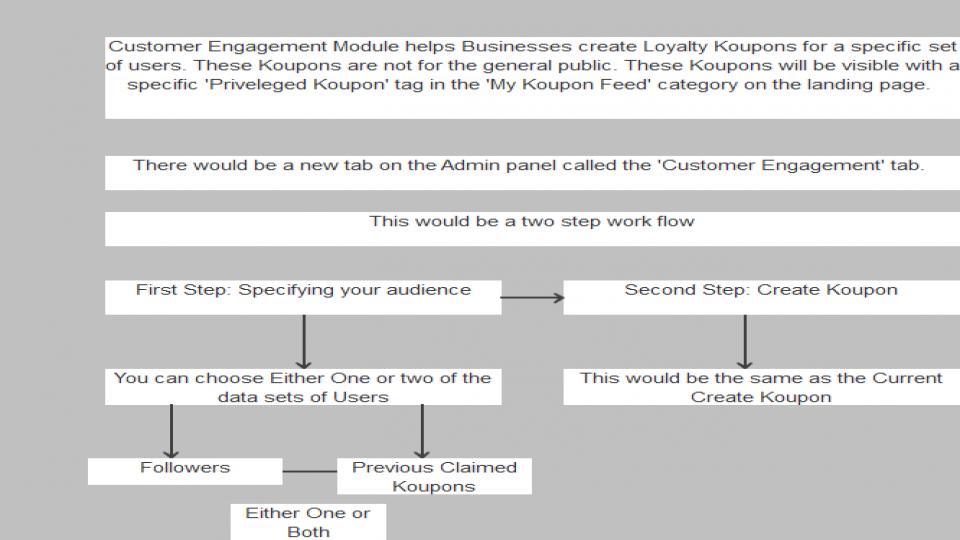 Customer Engagement Module helps Businesses create Loyalty Koupons for a specific set
of users. These Koupons are not for the general public. These Koupons will be visible with a
specific 'Priveleged Koupon' tag in the 'My Koupon Feed' category on the landing page.
There would be a new tab on the Admin panel called the 'Customer Engagement' tab.
This would be a two step work flow
First Step: Specifying your audience
Second Step: Create Koupon
You can choose Either One or two of the
data sets of Users
This would be the same as the Current
Create Koupon
Followers
Previous Claimed
Koupons
Either One or
Both